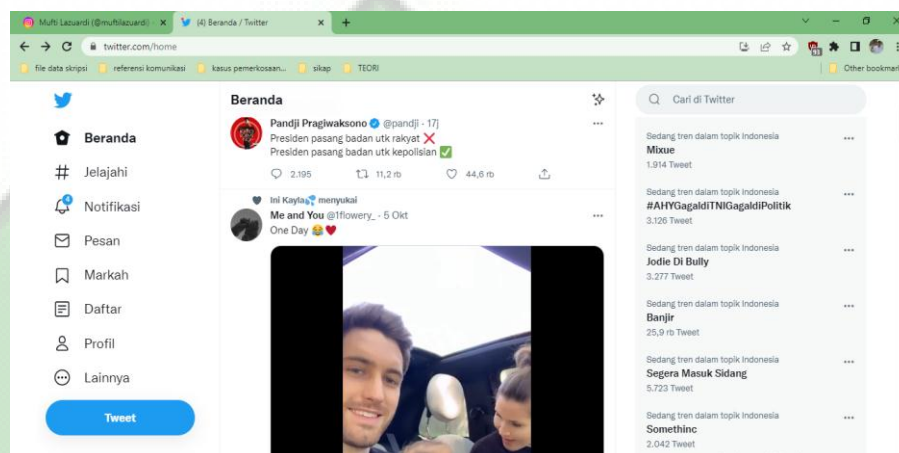 Mufti Lazuardi (@muftilazuardi) ·
(4) Beranda / Twitter
twitter.com/home
file data skripsi
referensi komunikasi
kasus pemerkosaan...
sikap
TEORI
Other bookmark
Beranda
Jelajahi
Notifikasi
Pesan
Markah
Daftar
Profil
Lainnya
Tweet
Beranda
Pandji Pragiwaksono @pandji · 17j
Presiden pasang badan utk rakyat ❌
Presiden pasang badan utk kepolisian ✅
2.195 11,2 rb 44,6 rb
Ini Kayla💦 menyukai
Me and You @1flowery_ · 5 Okt
One Day 😂❤️
Cari di Twitter
Sedang tren dalam topik Indonesia
Mixue
1.914 Tweet
Sedang tren dalam topik Indonesia
#AHYGagaldiTNIGagaldiPolitik
3.126 Tweet
Sedang tren dalam topik Indonesia
Jodie Di Bully
3.277 Tweet
Sedang tren dalam topik Indonesia
Banjir
25,9 rb Tweet
Sedang tren dalam topik Indonesia
Segera Masuk Sidang
5.723 Tweet
Sedang tren dalam topik Indonesia
Somethinc
2.042 Tweet